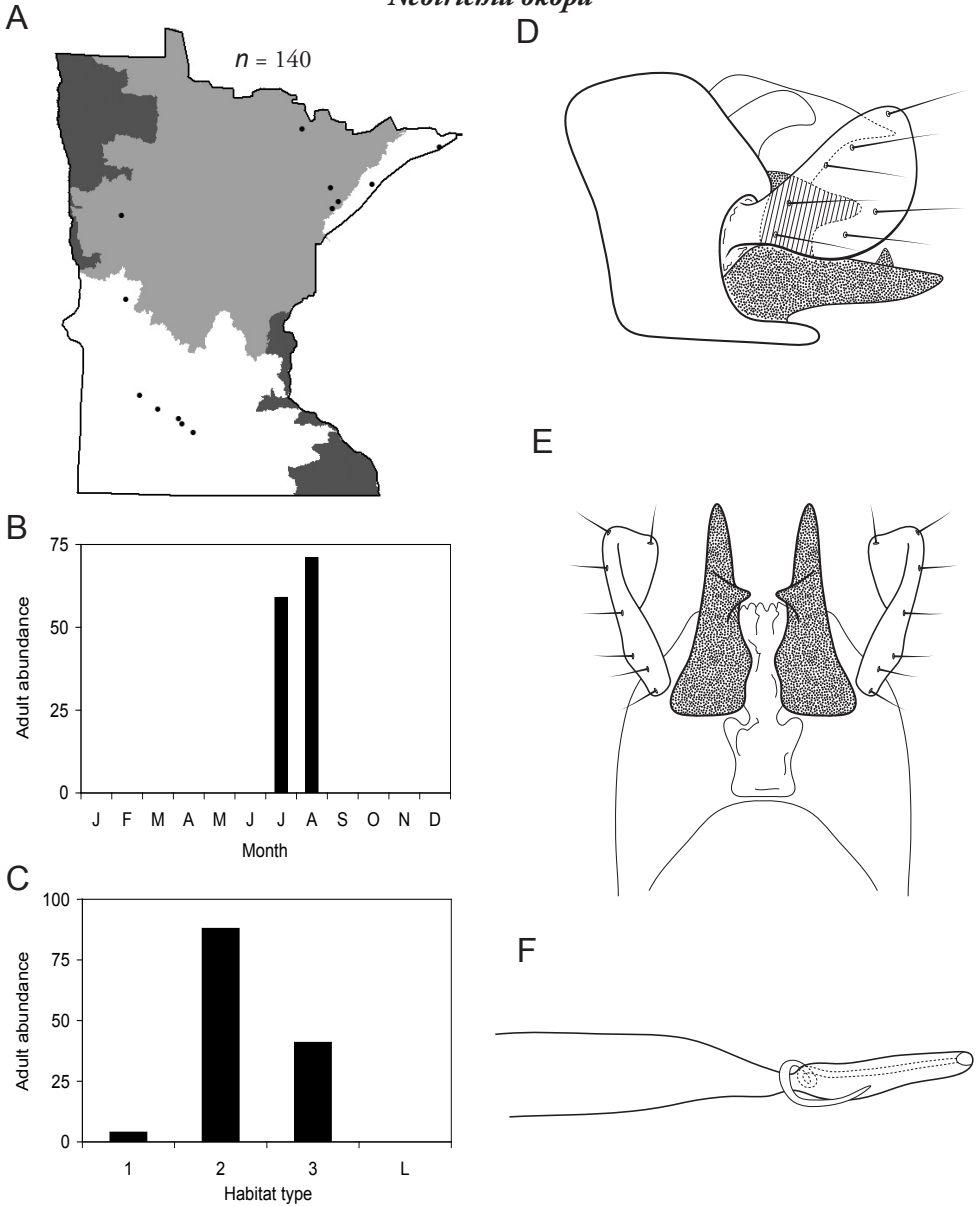 Neotrichia okopa
A
n = 140
D
E
B
75
50
25
0
Adult abundance
J F M A M J J A S O N D
Month
C
100
75
50
25
0
Adult abundance
1 2 3 L
Habitat type
F